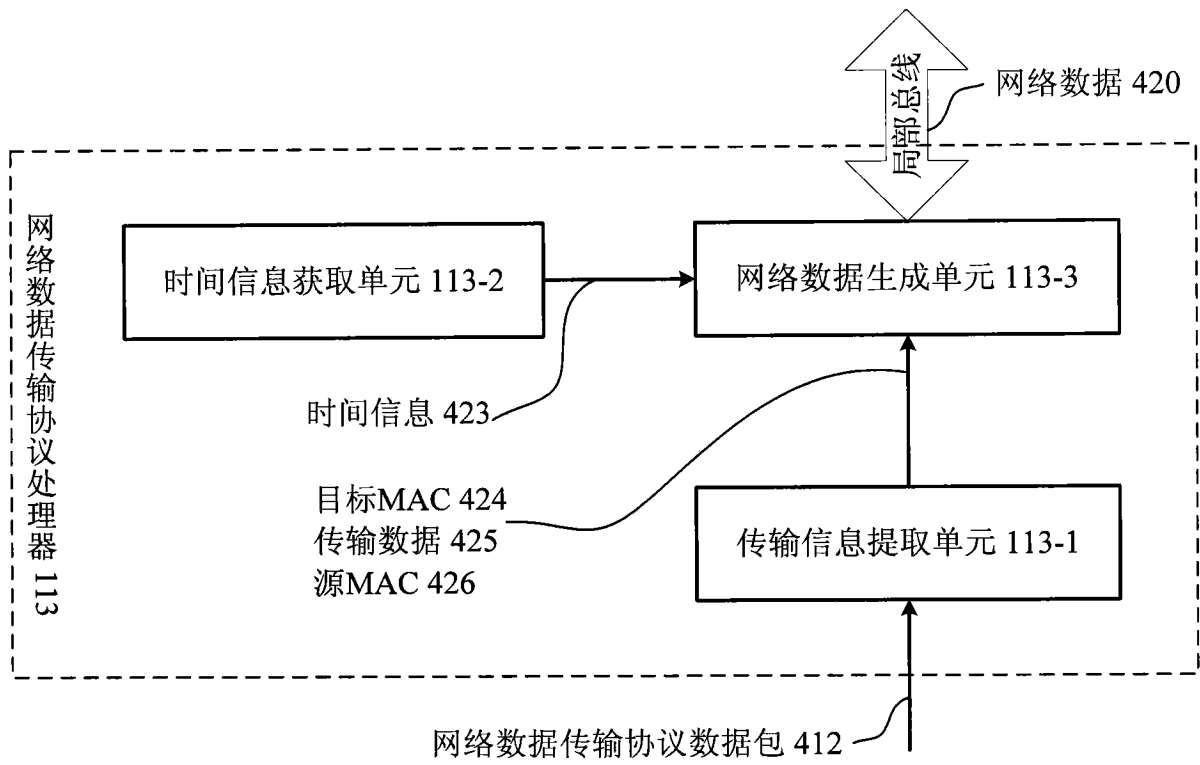 局部总线
网络数据 420
网络数据传输协议处理器 113
时间信息获取单元 113-2
网络数据生成单元 113-3
时间信息 423
目标MAC 424
传输数据 425
源MAC 426
传输信息提取单元 113-1
网络数据传输协议数据包 412